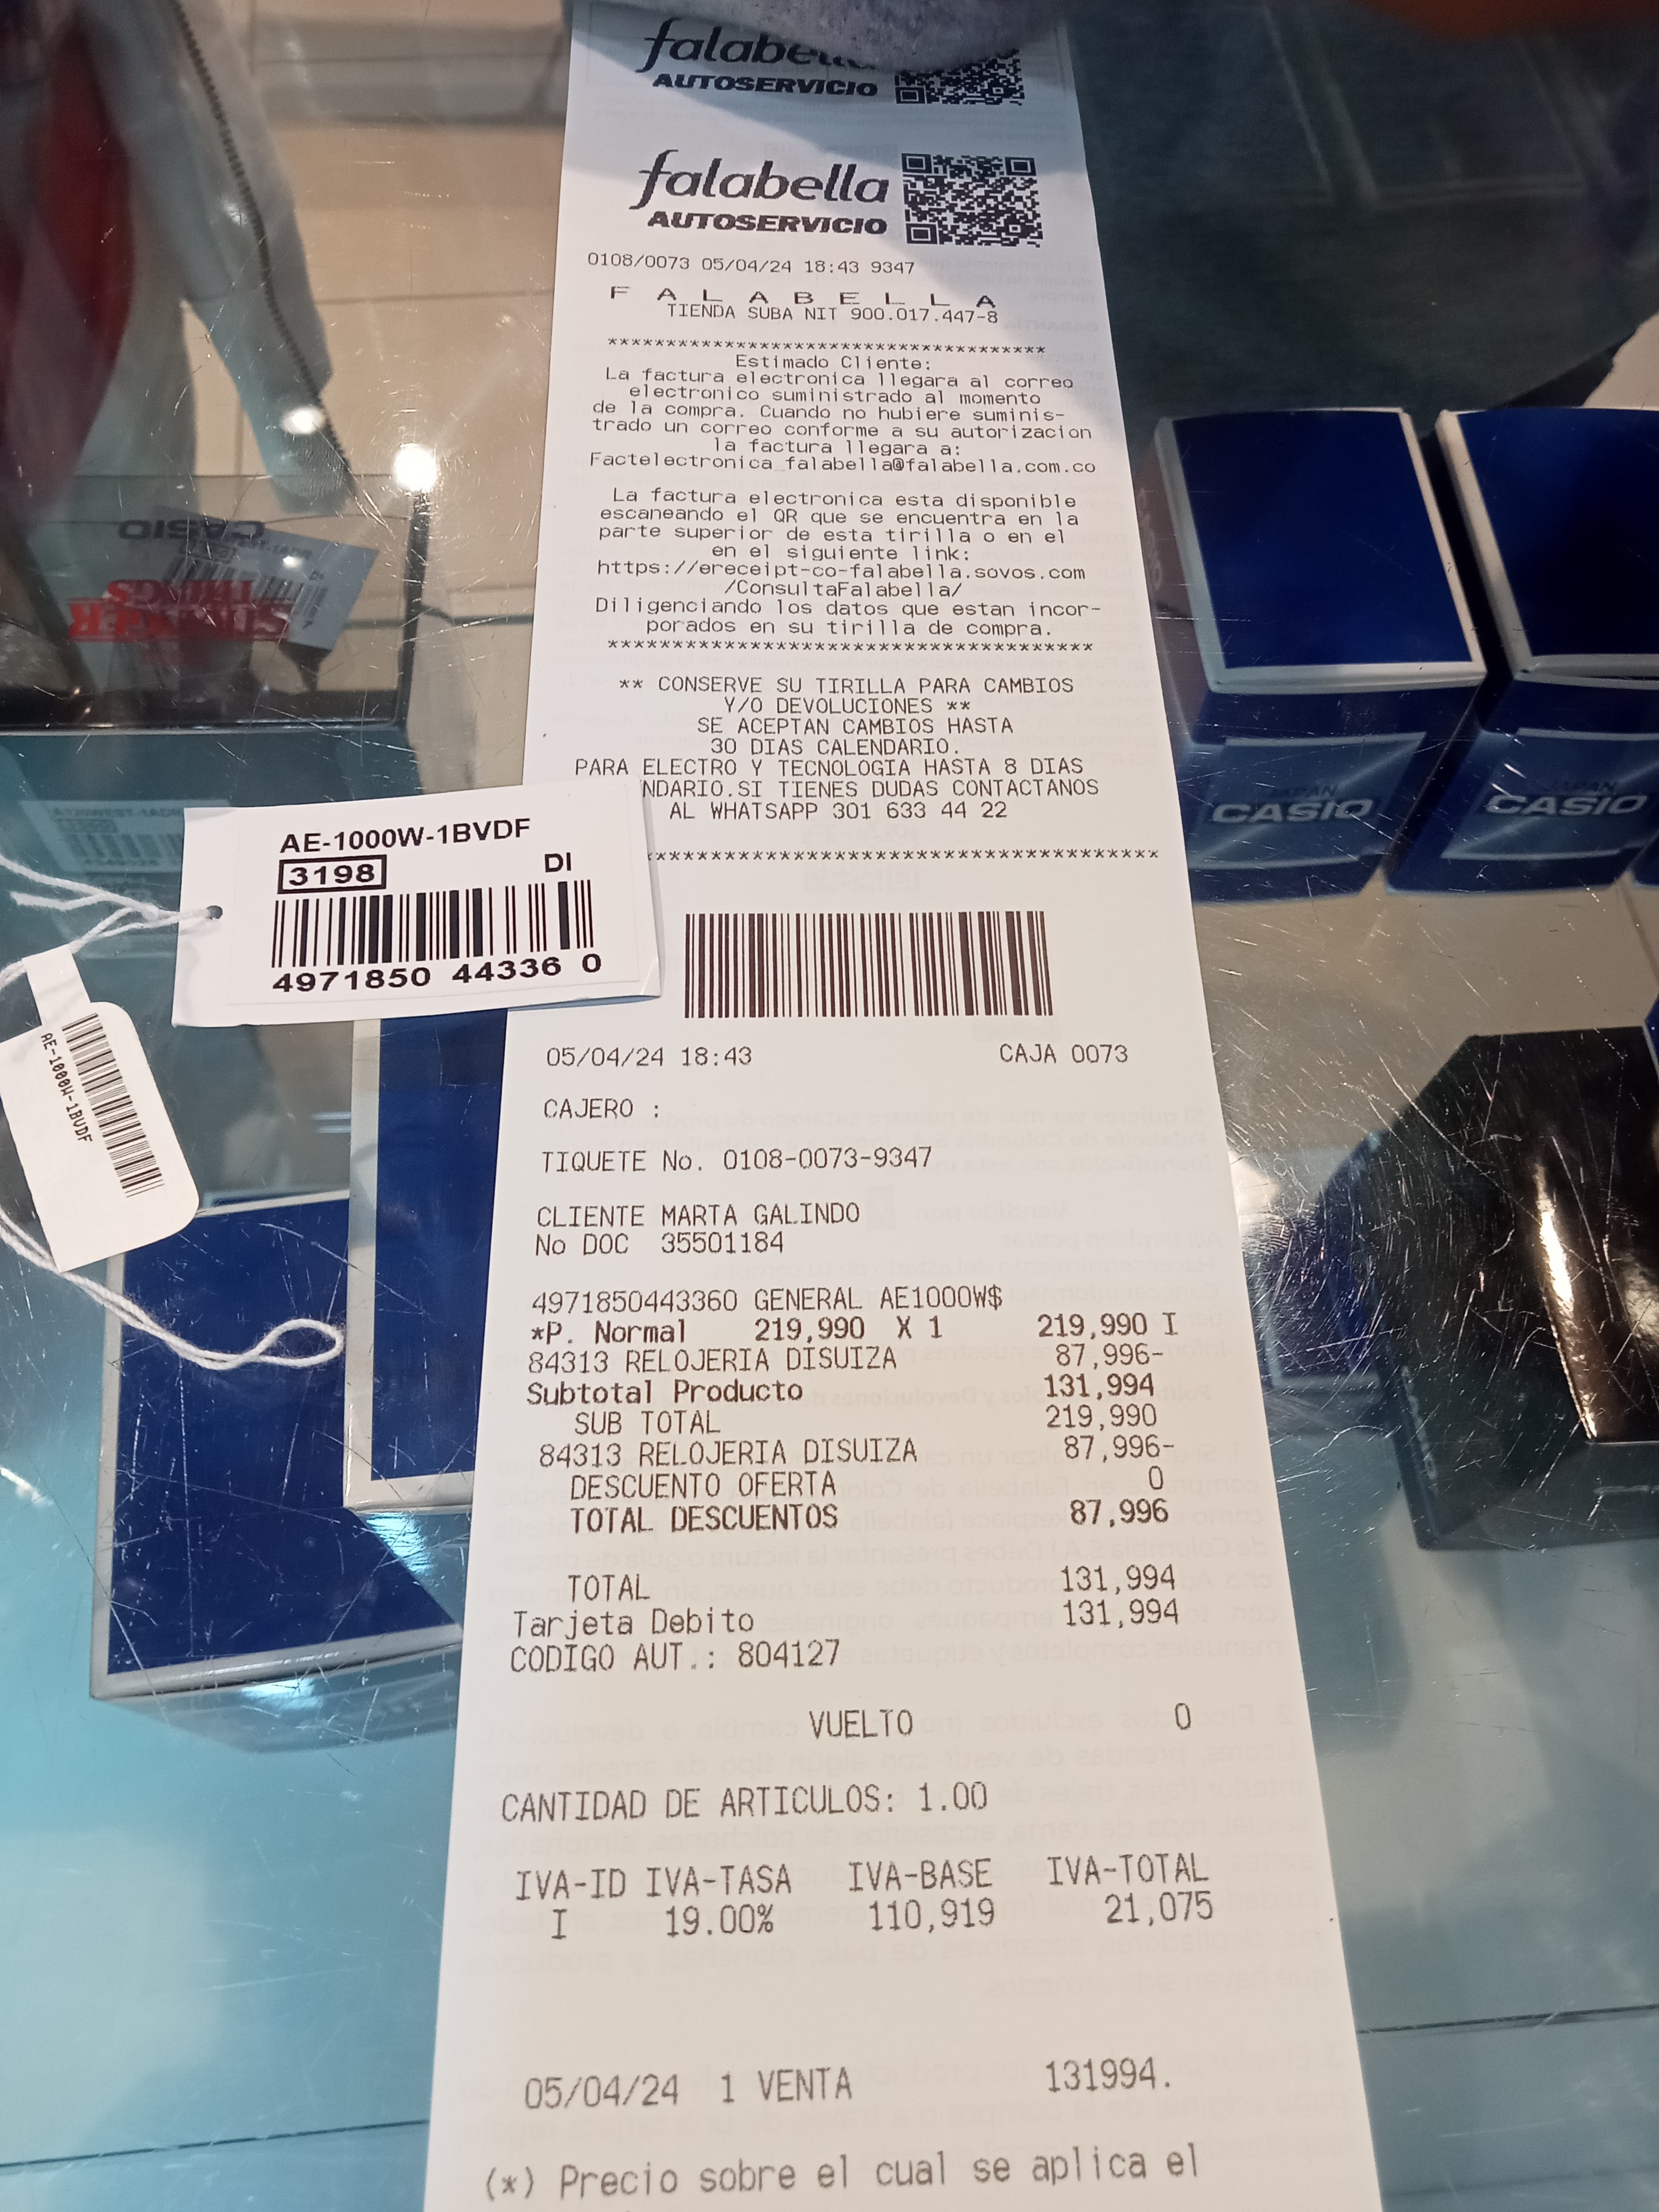 falabella
AUTOSERVICIO
falabella
AUTOSERVICIO
0108/0073 05/04/24 18:43 9347
F A L A B E L L A
TIENDA SUBA NIT 900.017.447-8
*************************************
Estimado Cliente:
La factura electronica llegara al correo
electronico suministrado al momento
de la compra. Cuando no hubiere suminis-
trado un correo conforme a su autorizacion
la factura llegara a:
Factelectronica_falabella@falabella.com.co
La factura electronica esta disponible
escaneando el QR que se encuentra en la
parte superior de esta tirilla o en el
en el siguiente link:
https://ereceipt-co-falabella.sovos.com
/ConsultaFalabella/
Diligenciando los datos que estan incor-
porados en su tirilla de compra.
*************************************
** CONSERVE SU TIRILLA PARA CAMBIOS
Y/O DEVOLUCIONES **
SE ACEPTAN CAMBIOS HASTA
30 DIAS CALENDARIO.
PARA ELECTRO Y TECNOLOGIA HASTA 8 DIAS
NDARIO.SI TIENES DUDAS CONTACTANOS
AL WHATSAPP 301 633 44 22
*************************************
AE-1000W-1BVDF
3198 DI
4971850 44336 0
AE-1000W-1BVDF
05/04/24 18:43 CAJA 0073
CAJERO :
TIQUETE No. 0108-0073-9347
CLIENTE MARTA GALINDO
No DOC 35501184
4971850443360 GENERAL AE1000W$
*P. Normal 219,990 X 1 219,990 I
84313 RELOJERIA DISUIZA 87,996-
Subtotal Producto 131,994
SUB TOTAL 219,990
84313 RELOJERIA DISUIZA 87,996-
DESCUENTO OFERTA 0
TOTAL DESCUENTOS 87,996
TOTAL 131,994
Tarjeta Debito 131,994
CODIGO AUT.: 804127
VUELTO 0
CANTIDAD DE ARTICULOS: 1.00
IVA-ID IVA-TASA IVA-BASE IVA-TOTAL
I 19.00% 110,919 21,075
05/04/24 1 VENTA 131994.
(*) Precio sobre el cual se aplica el
JAPAN
CASIO
JAPAN
CASIO
CASIO
STRANGER
THINGS